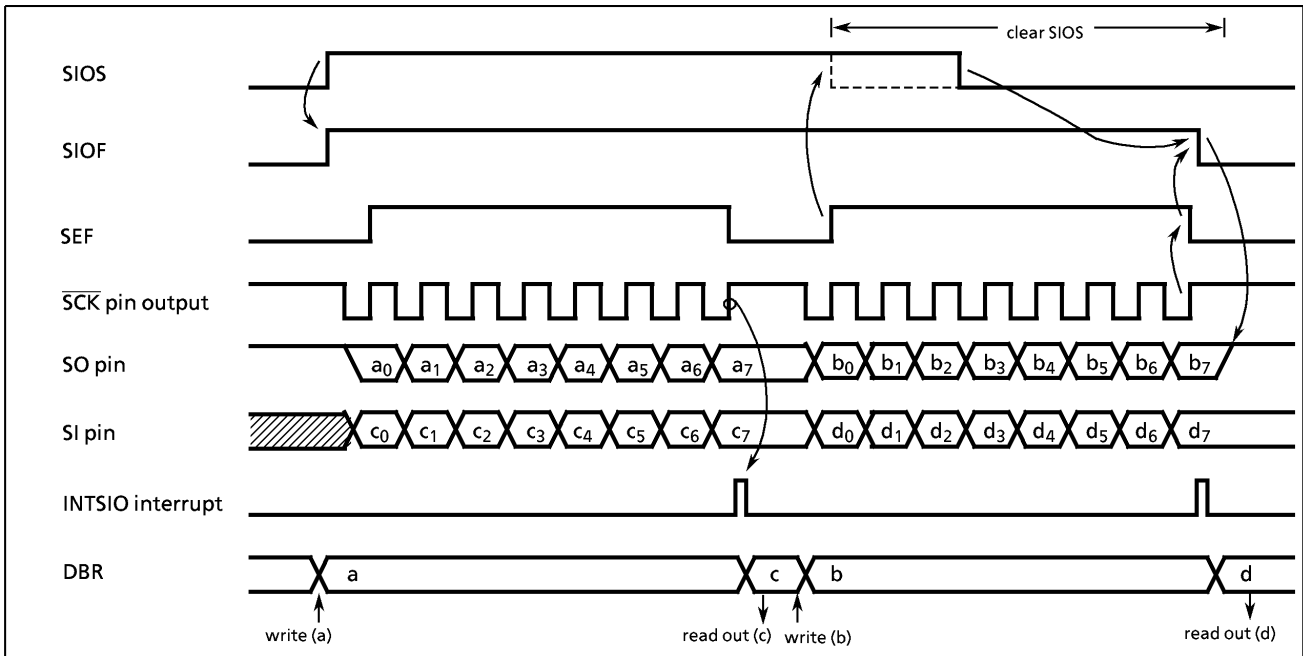 clear SIOS
SIOS
SIOF
SEF
S̅C̅K̅ pin output
SO pin a₀ a₁ a₂ a₃ a₄ a₅ a₆ a₇ b₀ b₁ b₂ b₃ b₄ b₅ b₆ b₇
SI pin c₀ c₁ c₂ c₃ c₄ c₅ c₆ c₇ d₀ d₁ d₂ d₃ d₄ d₅ d₆ d₇
INTSIO interrupt
DBR a c b d
write (a) read out (c) write (b) read out (d)